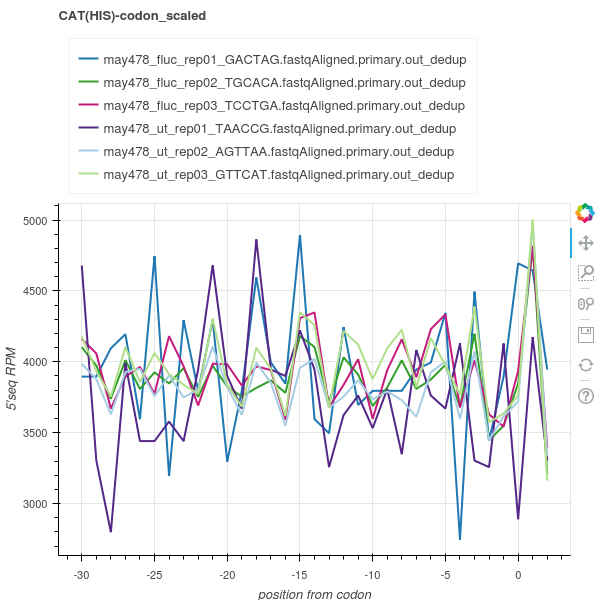 CAT(HIS)-codon_scaled
may478_fluc_rep01_GACTAG.fastqAligned.primary.out_dedup
may478_fluc_rep02_TGCACA.fastqAligned.primary.out_dedup
may478_fluc_rep03_TCCTGA.fastqAligned.primary.out_dedup
may478_ut_rep01_TAACCG.fastqAligned.primary.out_dedup
may478_ut_rep02_AGTTAA.fastqAligned.primary.out_dedup
may478_ut_rep03_GTTCAT.fastqAligned.primary.out_dedup
5000
4500
4000
3500
3000
5'seq RPM
-30 -25 -20 -15 -10 -5 0
position from codon